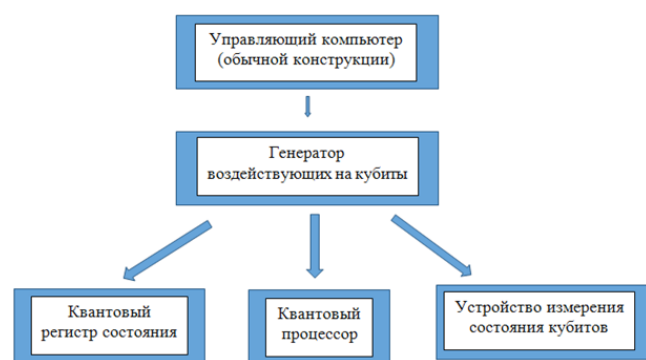 Управляющий компьютер
(обычной конструкции)
Генератор
воздействующих на кубиты
Квантовый
регистр состояния
Квантовый
процессор
Устройство измерения
состояния кубитов